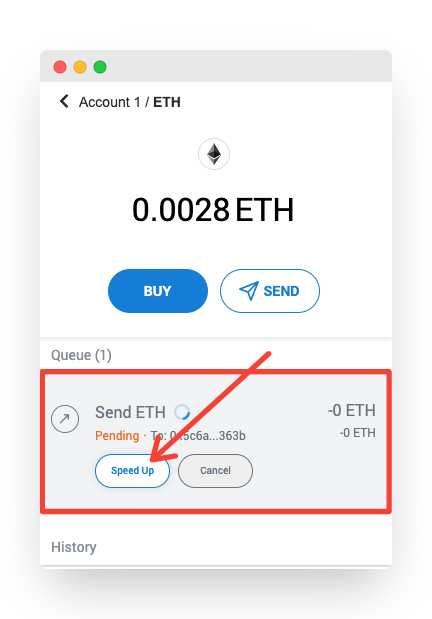 Account 1 / ETH
0.0028 ETH
BUY
SEND
Queue (1)
Send ETH
-0 ETH
Pending · To: 0x5c6a...363b
-0 ETH
Speed Up
Cancel
History